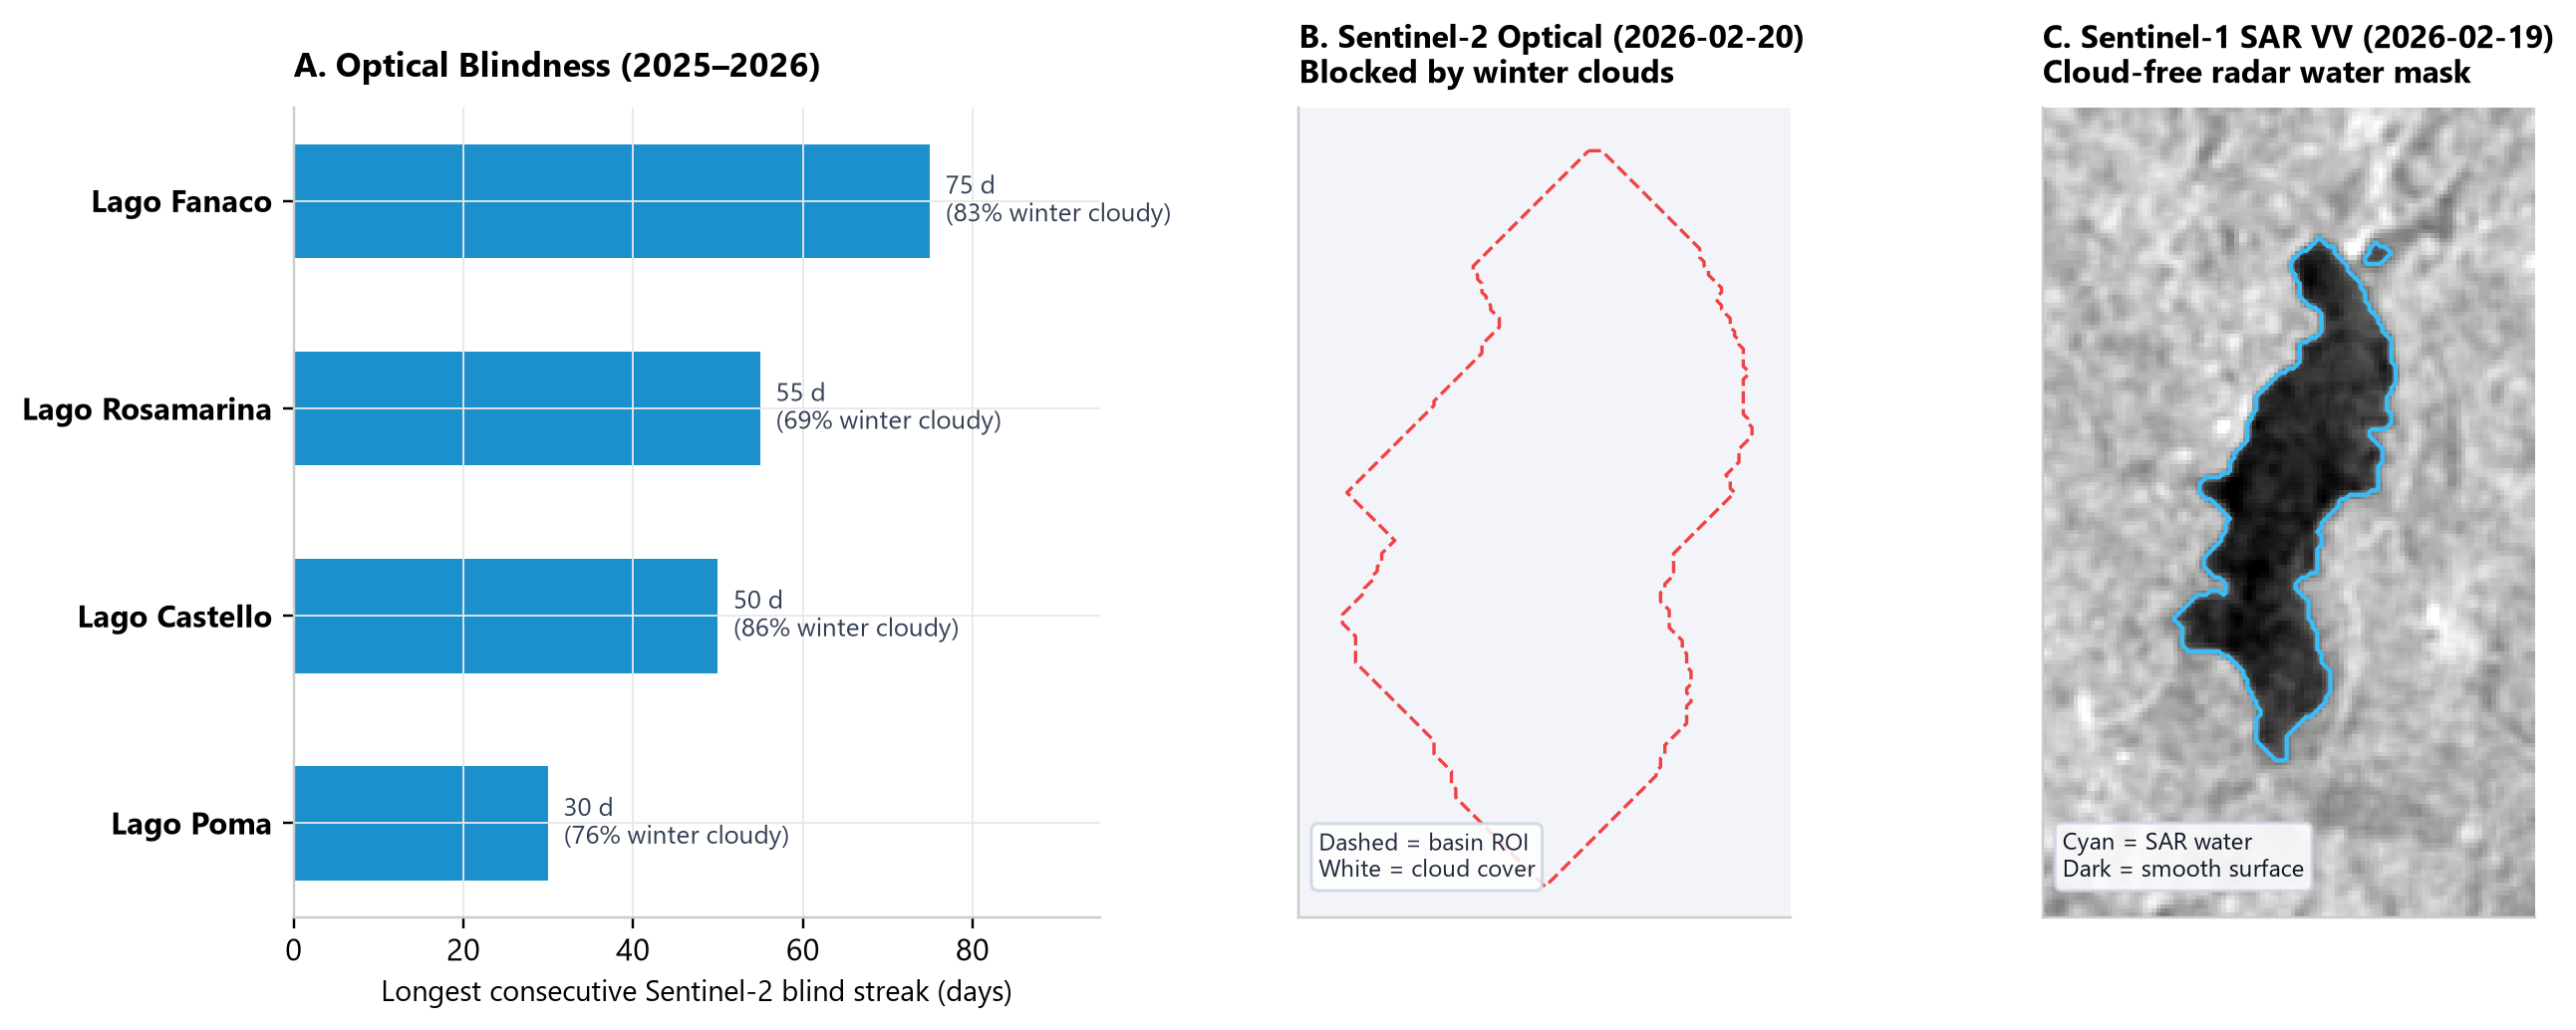 A. Optical Blindness (2025–2026)
Lago Fanaco
75 d
(83% winter cloudy)
Lago Rosamarina
55 d
(69% winter cloudy)
Lago Castello
50 d
(86% winter cloudy)
Lago Poma
30 d
(76% winter cloudy)
0 20 40 60 80
Longest consecutive Sentinel-2 blind streak (days)
B. Sentinel-2 Optical (2026-02-20)
Blocked by winter clouds
Dashed = basin ROI
White = cloud cover
C. Sentinel-1 SAR VV (2026-02-19)
Cloud-free radar water mask
Cyan = SAR water
Dark = smooth surface